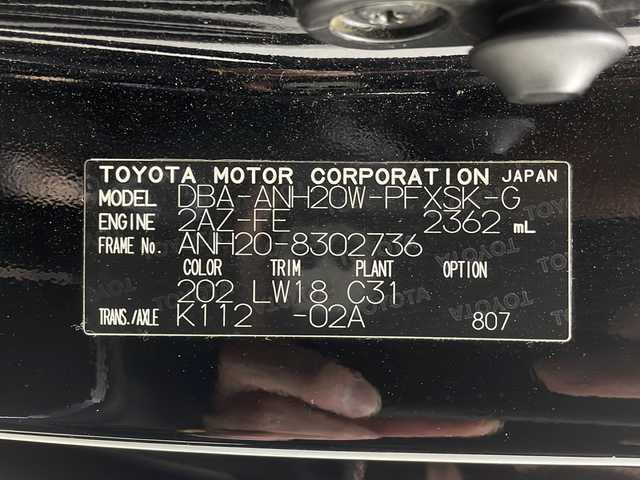 TOYOTA MOTOR CORPORATION JAPAN
MODEL DBA-ANH20W-PFXSK-G
ENGINE 2AZ-FE 2362 mL
FRAME No. ANH20-8302736
COLOR TRIM PLANT OPTION
202 LW18 C31
TRANS./AXLE K112 -02A 807